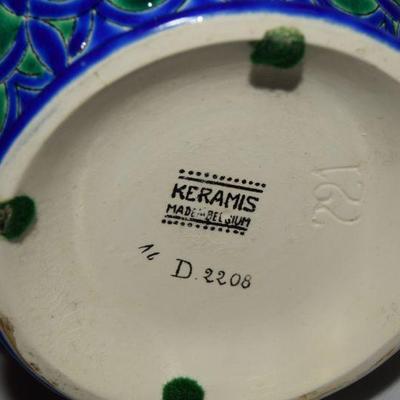 KERAMIS
MADE IN BELGIUM
16
D. 2208